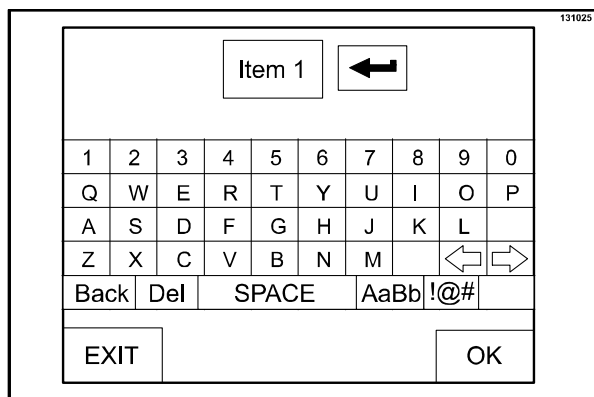 131025
Item 1
1 2 3 4 5 6 7 8 9 0
Q W E R T Y U I O P
A S D F G H J K L
Z X C V B N M
Back Del SPACE AaBb !@#
EXIT OK